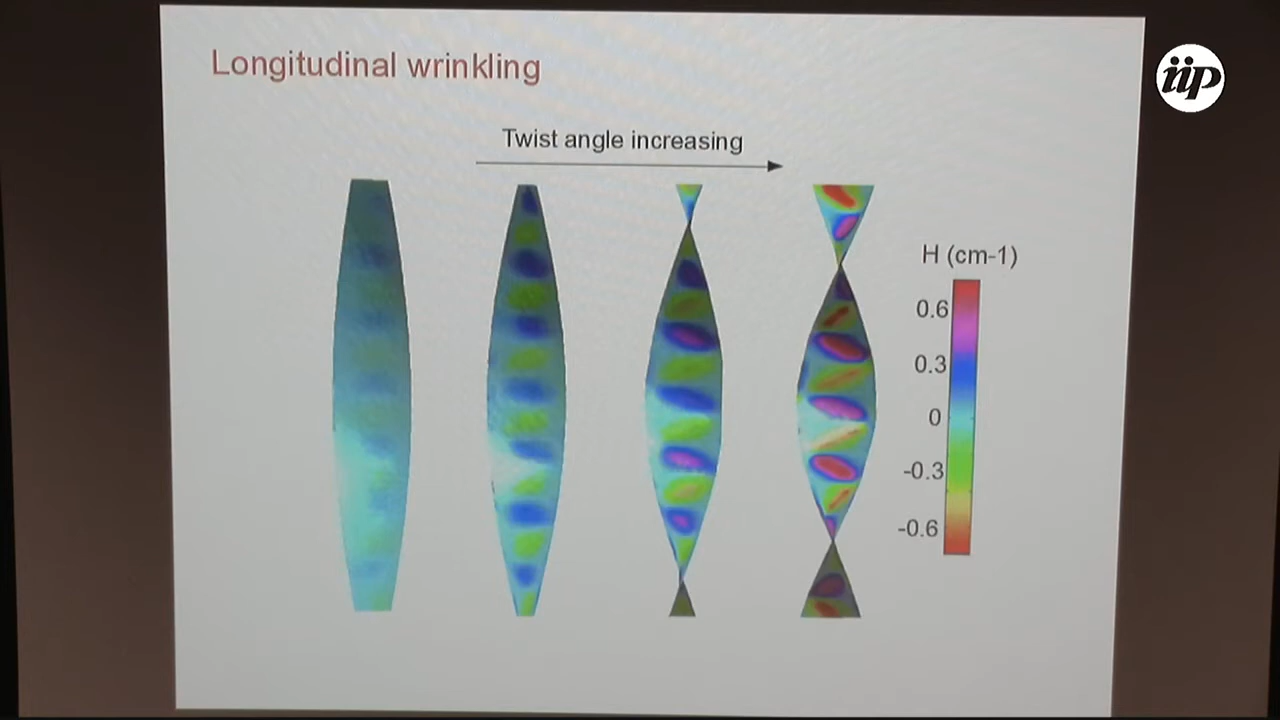 Longitudinal wrinkling
iip
Twist angle increasing
H (cm-1)
0.6
0.3
0
-0.3
-0.6